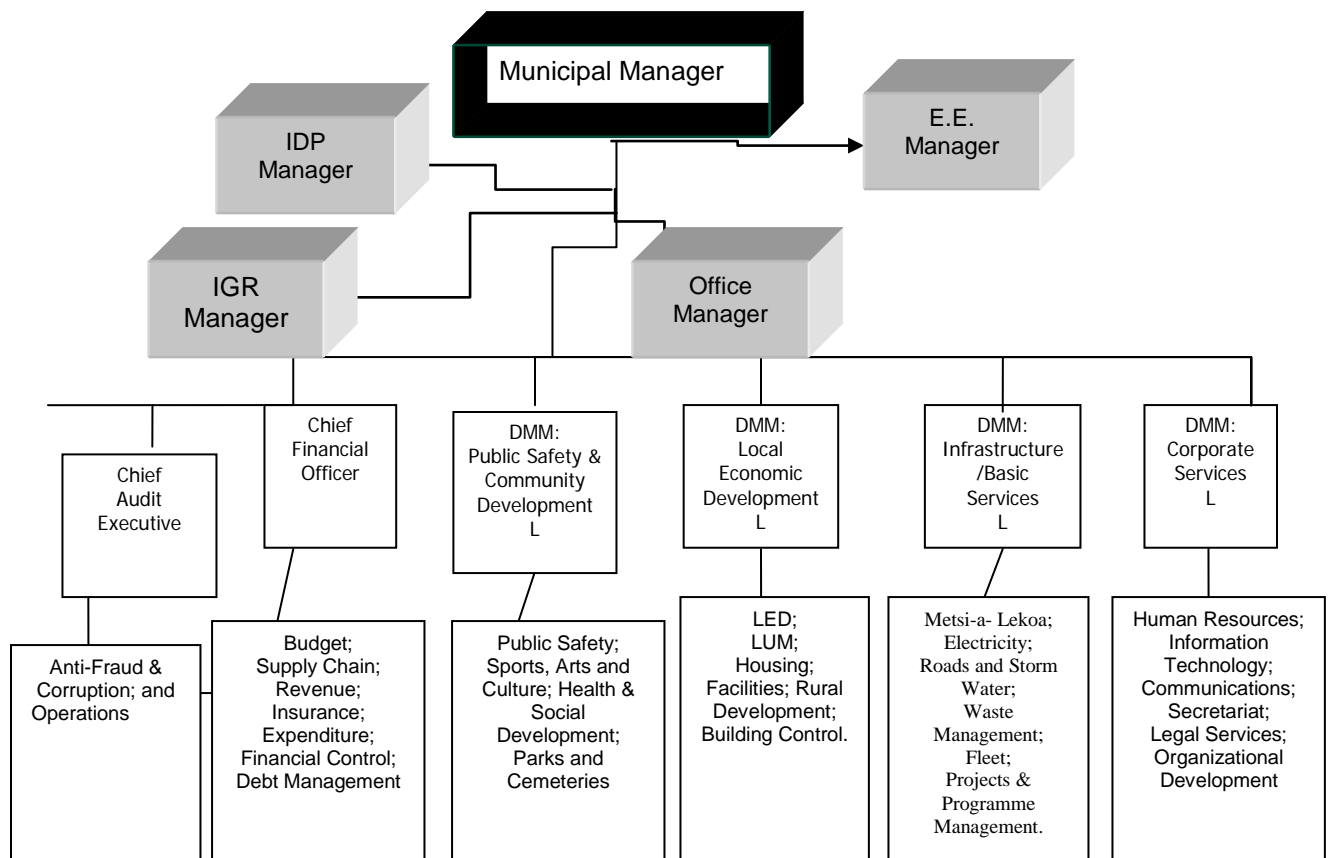 Municipal Manager
E.E.
Manager
IDP
Manager
IGR
Manager
Office
Manager
Chief
Audit
Executive
Chief
Financial
Officer
DMM:
Public Safety &
Community
Development
L
DMM:
Local
Economic
Development
L
DMM:
Infrastructure
/Basic
Services
L
DMM:
Corporate
Services
L
Anti-Fraud &
Corruption; and
Operations
Budget;
Supply Chain;
Revenue;
Insurance;
Expenditure;
Financial Control;
Debt Management
Public Safety;
Sports, Arts and
Culture; Health &
Social
Development;
Parks and
Cemeteries
LED;
LUM;
Housing;
Facilities; Rural
Development;
Building Control.
Metsi-a- Lekoa;
Electricity;
Roads and Storm
Water;
Waste
Management;
Fleet;
Projects &
Programme
Management.
Human Resources;
Information
Technology;
Communications;
Secretariat;
Legal Services;
Organizational
Development